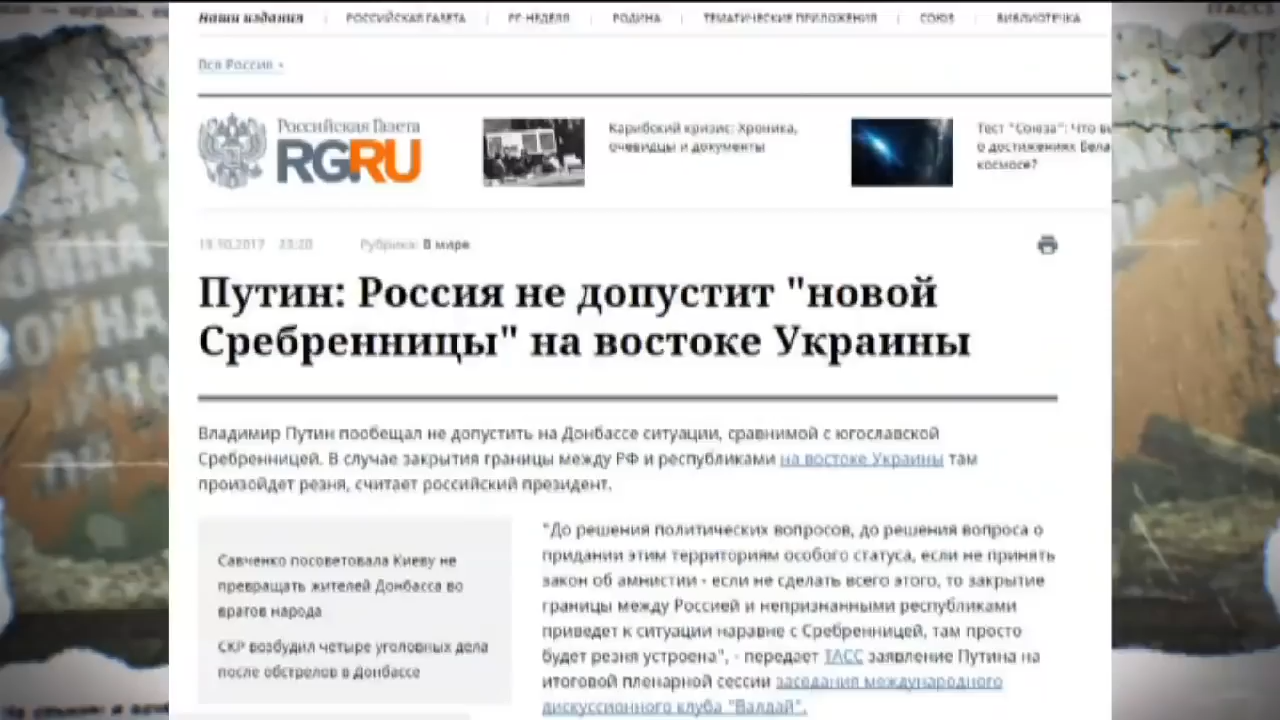 Наши издания
РОССИЙСКАЯ ГАЗЕТА
РГ-НЕДЕЛЯ
РОДИНА
ТЕМАТИЧЕСКИЕ ПРИЛОЖЕНИЯ
СОЮЗ
БИБЛИОТЕЧКА
Вся Россия
Российская Газета
RGRU
Карибский кризис: Хроника,
очевидцы и документы
Тест "Союза": Что
о достижениях
космосе?
19.10.2017 23:20
Рубрика: В мире
Путин: Россия не допустит "новой
Сребренницы" на востоке Украины
Владимир Путин пообещал не допустить на Донбассе ситуации, сравнимой с югославской
Сребренницей. В случае закрытия границы между РФ и республиками на востоке Украины там
произойдет резня, считает российский президент.
Савченко посоветовала Киеву не
превращать жителей Донбасса во
врагов народа
СКР возбудил четыре уголовных дела
после обстрелов в Донбассе
"До решения политических вопросов, до решения вопроса о
придании этим территориям особого статуса, если не принять
закон об амнистии - если не сделать всего этого, то закрытие
границы между Россией и непризнанными республиками
приведет к ситуации наравне с Сребренницей, там просто
будет резня устроена", - передает ТАСС заявление Путина на
итоговой пленарной сессии заседания международного
дискуссионного клуба "Валдай".